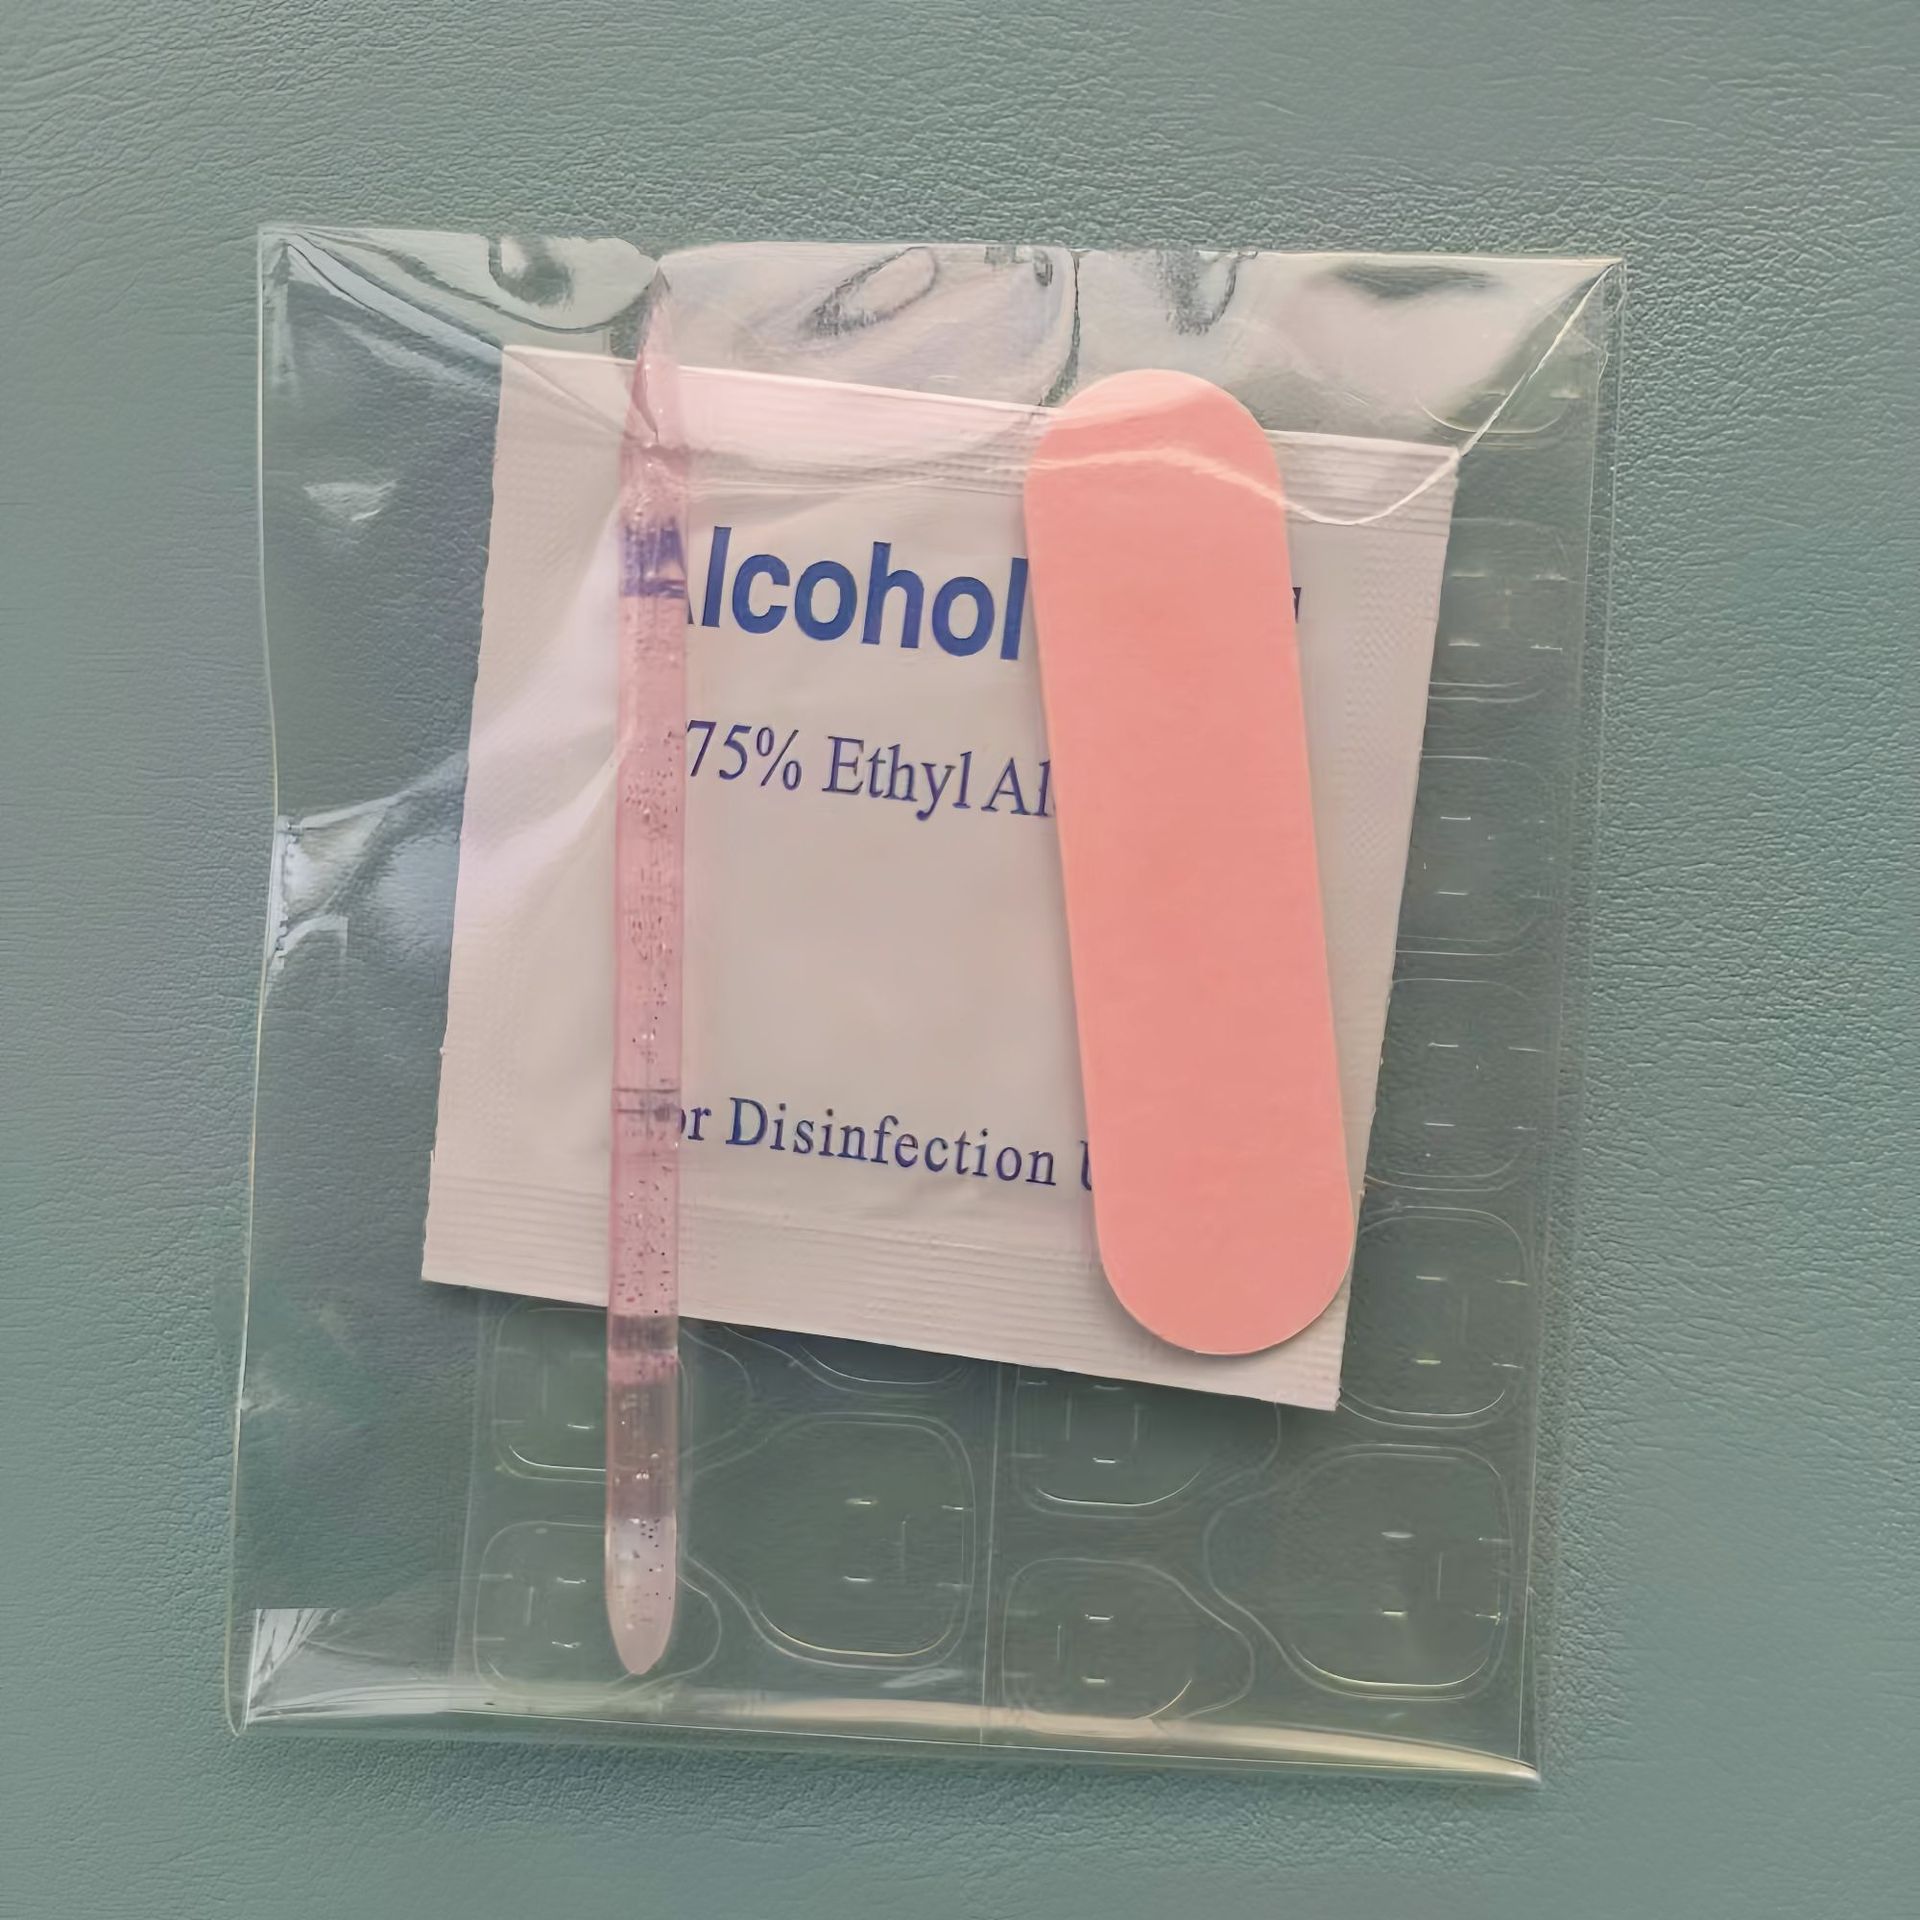 Alcohol
75% Ethyl Al
or Disinfection